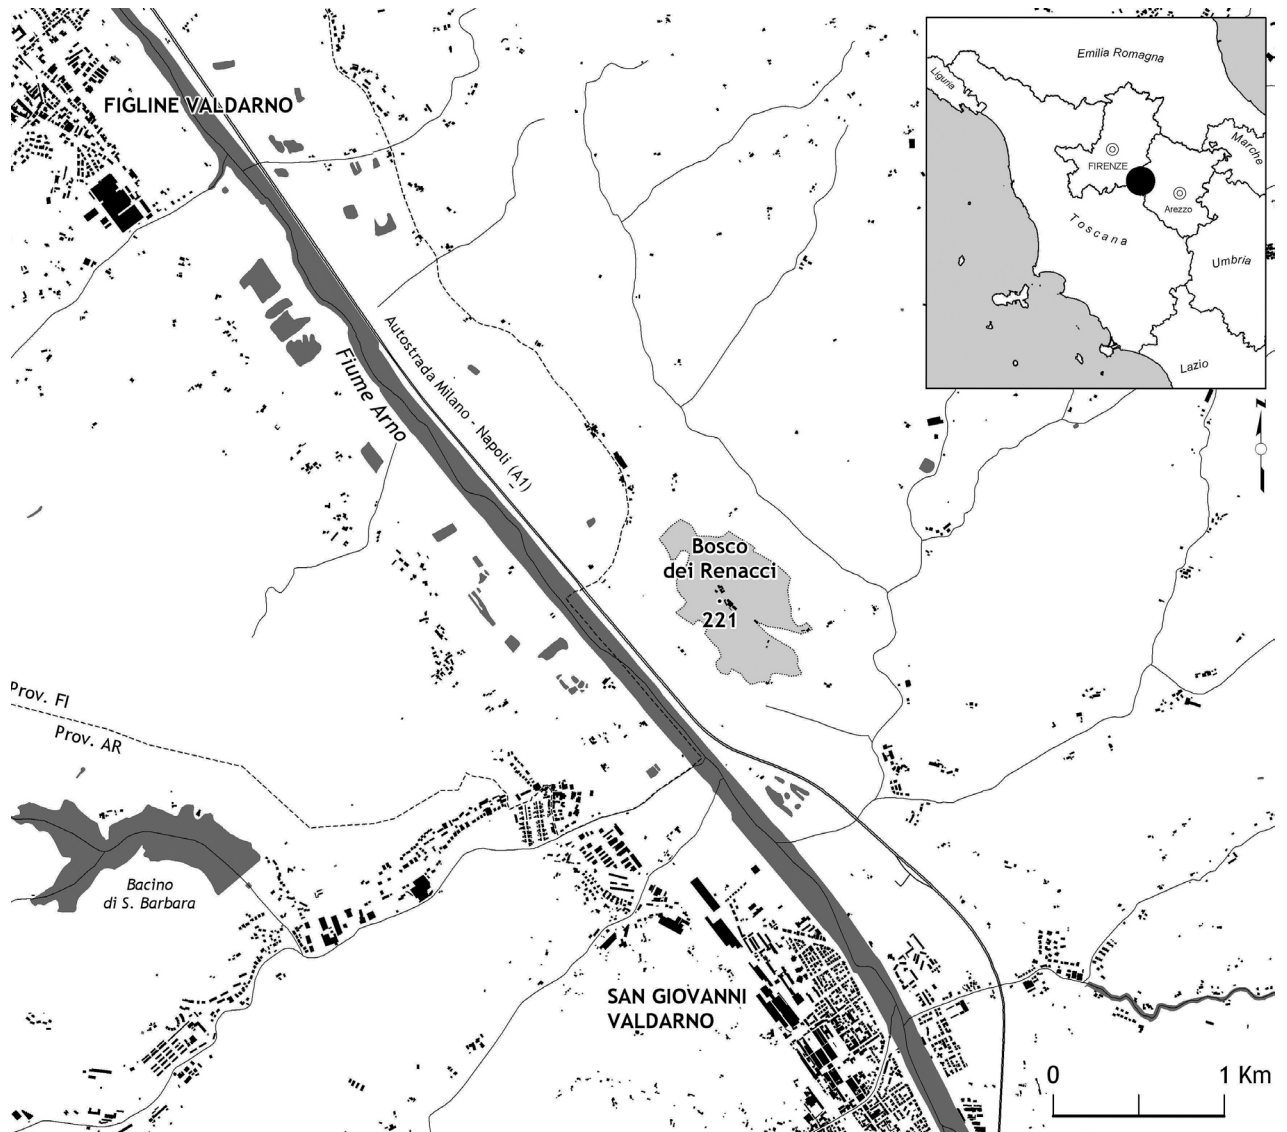 FIGLINE VALDARNO
Emilia Romagna
Liguria
Marche
FIRENZE
Arezzo
Toscana
Umbria
Lazio
Z
Autostrada Milano - Napoli (A1)
Fiume Arno
Bosco
dei Renacci
221
Prov. FI
Prov. AR
Bacino
di S. Barbara
SAN GIOVANNI
VALDARNO
0 1 Km